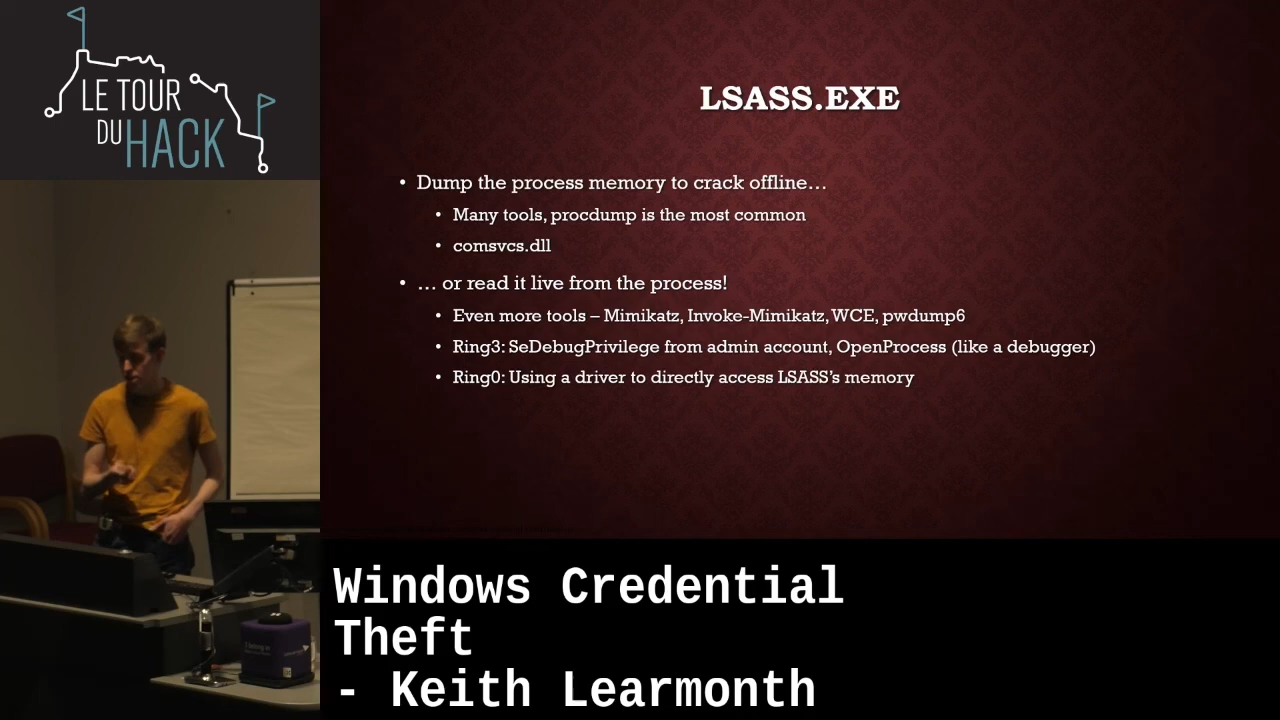 LE TOUR
DU HACK
LSASS.EXE
• Dump the process memory to crack offline…
• Many tools, procdump is the most common
• comsvcs.dll
• … or read it live from the process!
• Even more tools – Mimikatz, Invoke-Mimikatz, WCE, pwdump6
• Ring3: SeDebugPrivilege from admin account, OpenProcess (like a debugger)
• Ring0: Using a driver to directly access LSASS's memory
Windows Credential
Theft
- Keith Learmonth